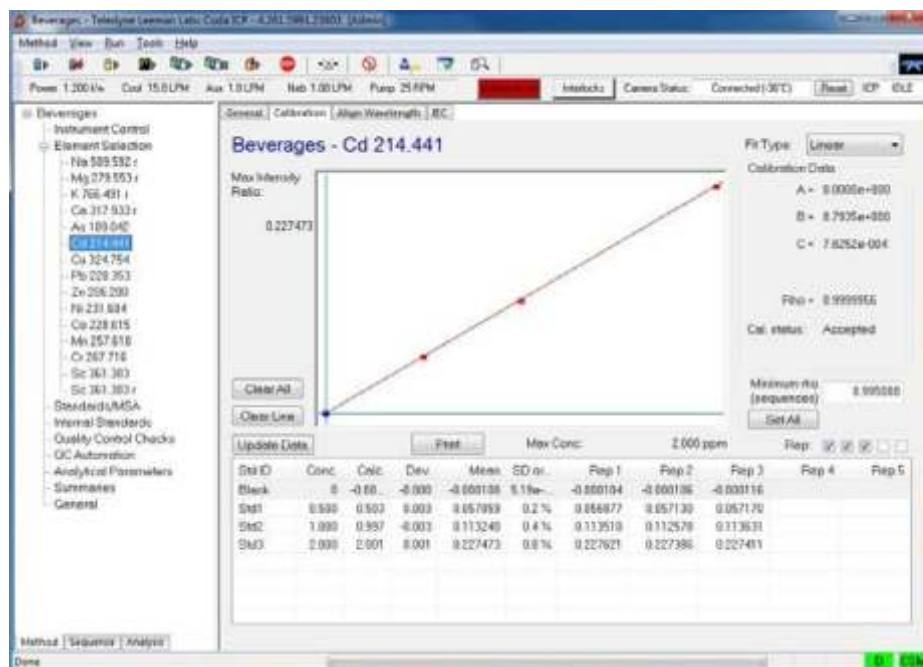 Beverages - Teledyne Leeman Labs
Method View Run Tools Help
Power 1.200 kW Cool 15.0 LPM Aux 1.0 LPM Neb 1.00 LPM Pump 25 RPM Interlocks Camera Status: Connected Reset ICP IDLE
Beverages
Instrument Control
Element Selection
Na 589.592 r
Mg 279.553 r
K 766.491 r
Ca 317.933 r
As 189.042
Cd 214.441
Cu 324.754
Pb 220.353
Zn 206.200
Ni 231.604
Co 228.615
Mn 257.610
Cr 267.716
Sc 361.383
Sc 361.383 r
Standards/MSA
Internal Standards
Quality Control Checks
QC Automation
Analytical Parameters
Summaries
General
Method Sequence Analysis
Done
General Calibration Align Wavelength IEC
Beverages - Cd 214.441
Max Intensity
Ratio:
0.227473
Clear All
Clear Line
Update Data Print Max Conc: 2.000 ppm Rep:
Fit Type: Linear
Calibration Data
A = 0.0000e+000
B = 8.7935e+000
C =
Rho =
Cal. status: Accepted
Minimum rho
(sequences)
Set All
Std ID Conc. Calc. Dev. Mean SD or... Rep 1 Rep 2 Rep 3 Rep 4 Rep 5
Blank 0 -0.00... -0.000
Std1 0.500 0.503 0.003 0.2 % 0.057130 0.057170
Std2 1.000 0.997 -0.003 0.113240 0.4 % 0.113510 0.113631
Std3 2.000 2.001 0.001 0.227473 0.227621 0.227386 0.227411